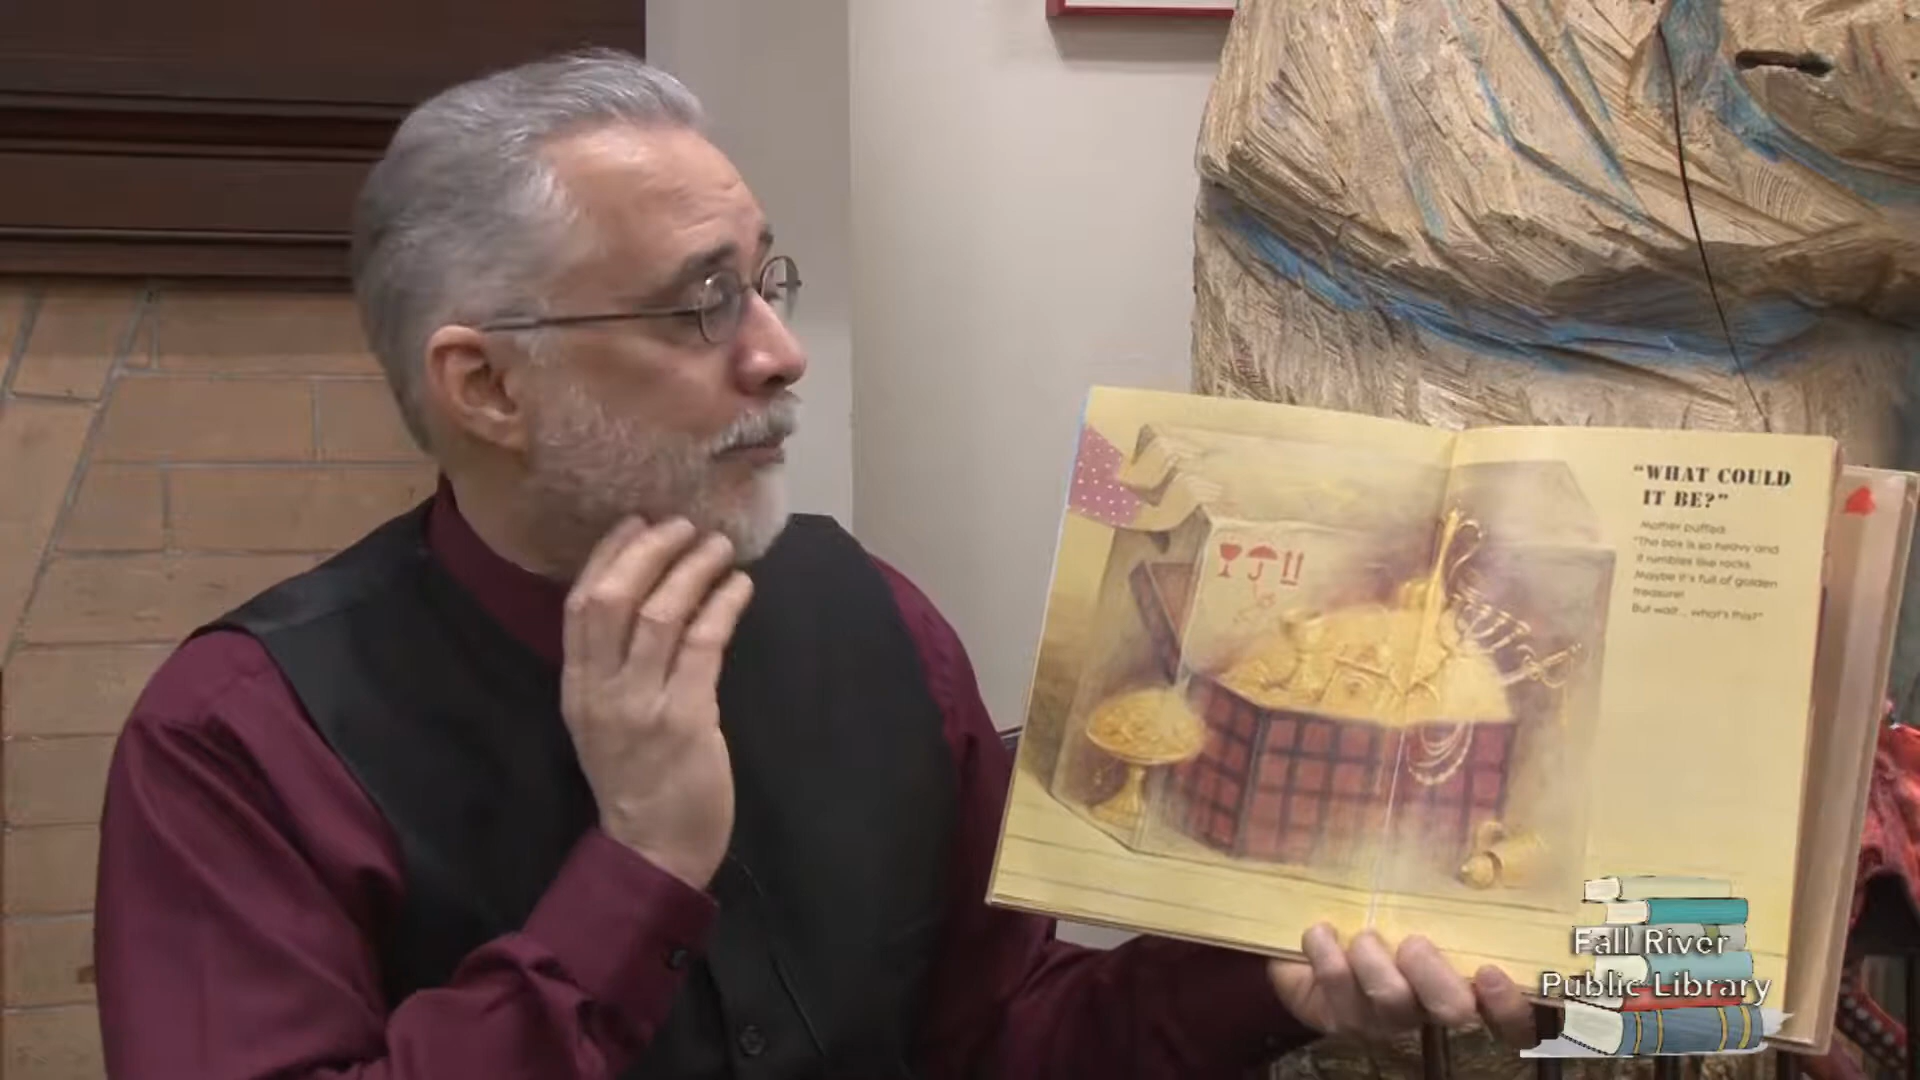 "WHAT COULD
IT BE?"
Mother puffed.
"The box is so heavy and
it rumbles like rocks.
Maybe it's full of golden
treasure!
But wait... what's this?"
Fall River
Public Library